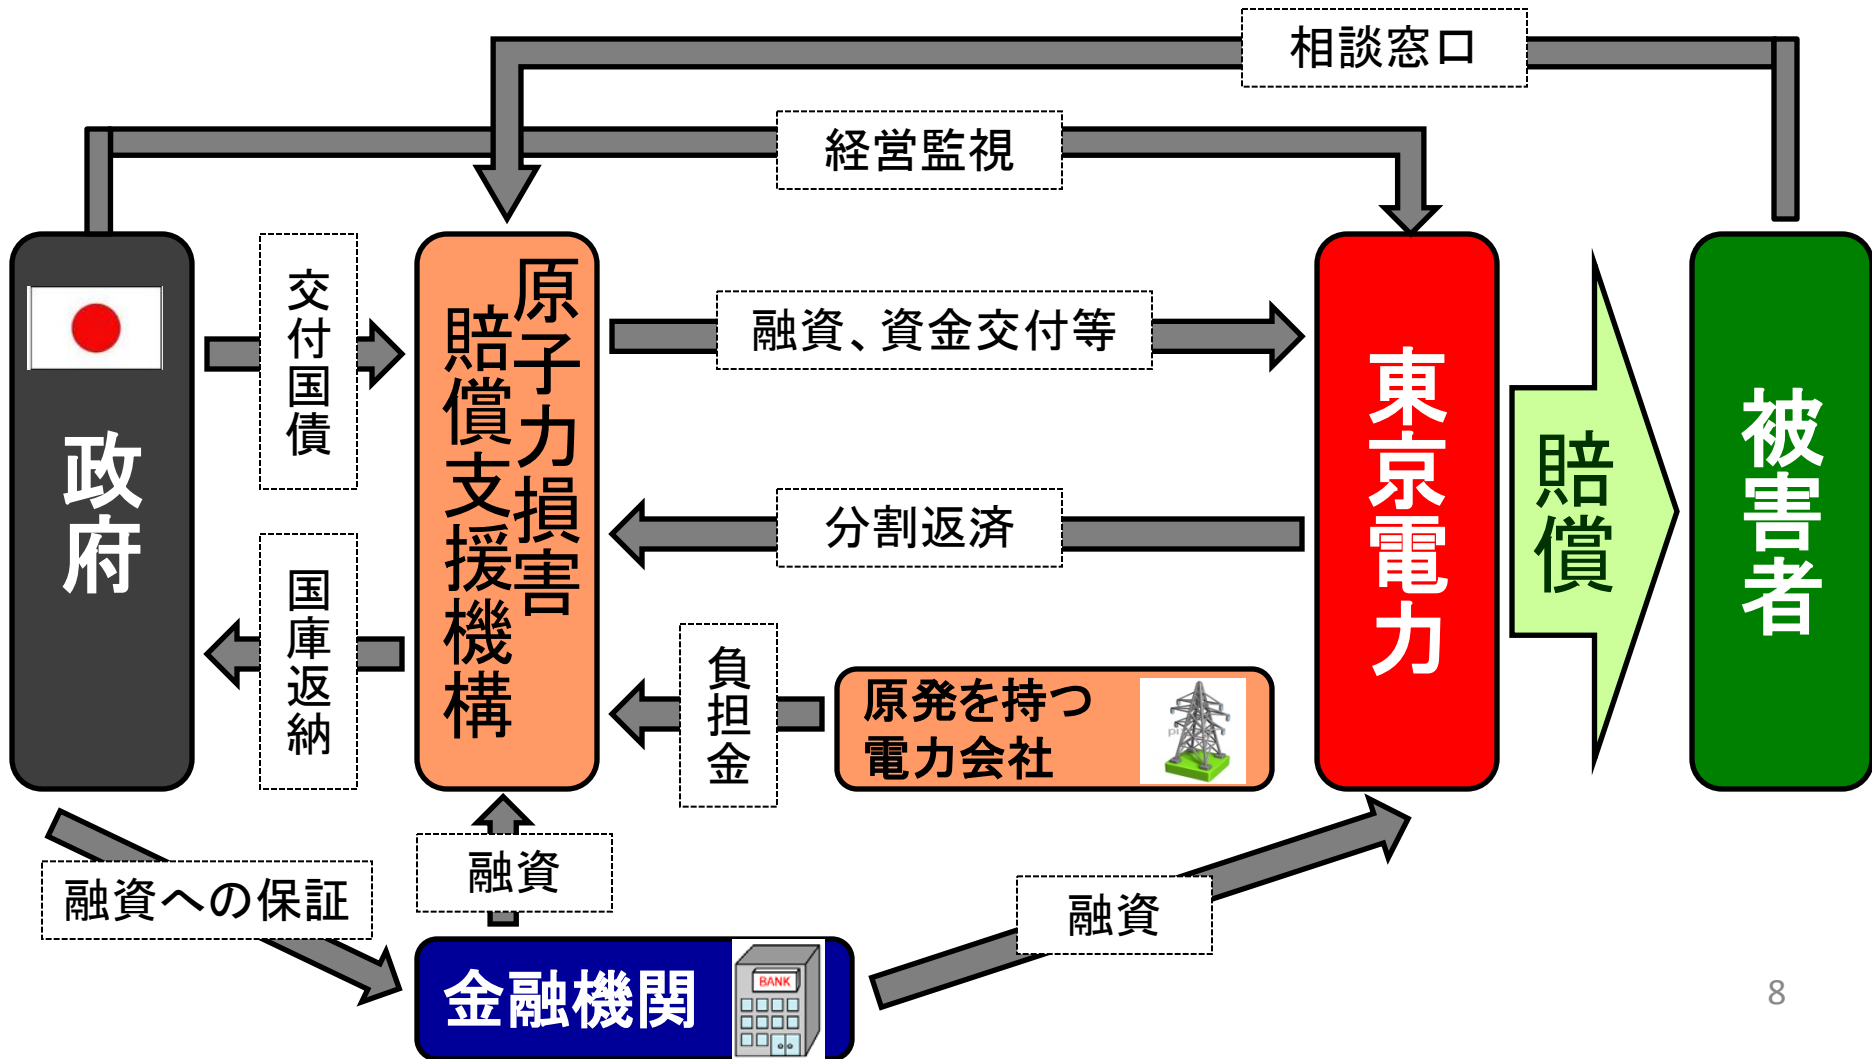 相談窓口
経営監視
政府
交付国債
国庫返納
原子力損害
賠償支援機構
融資、資金交付等
分割返済
負担金
原発を持つ
電力会社
東京電力
賠償
被害者
融資への保証
融資
融資
金融機関
BANK
8